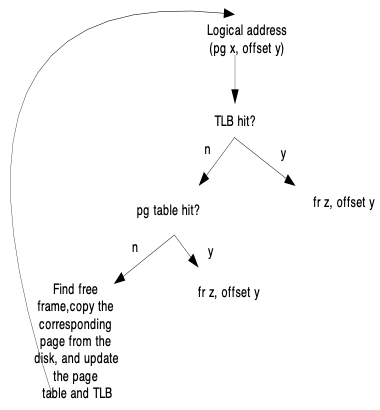 Logical address
(pg x, offset y)
TLB hit?
n
y
fr z, offset y
pg table hit?
n
y
fr z, offset y
Find free
frame,copy the
corresponding
page from the
disk, and update
the page
table and TLB